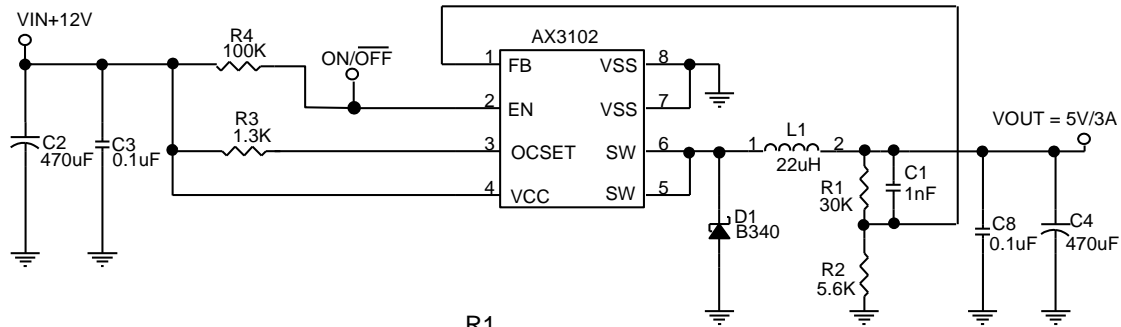 VIN+12V
R4
100K
ON/OFF
AX3102
1
FB
VSS
8
2
EN
VSS
7
R3
1.3K
3
OCSET
SW
6
4
VCC
SW
5
C2
470uF
C3
0.1uF
1
L1
2
22uH
VOUT = 5V/3A
R1
30K
C1
1nF
D1
B340
R2
5.6K
C8
0.1uF
C4
470uF
R1